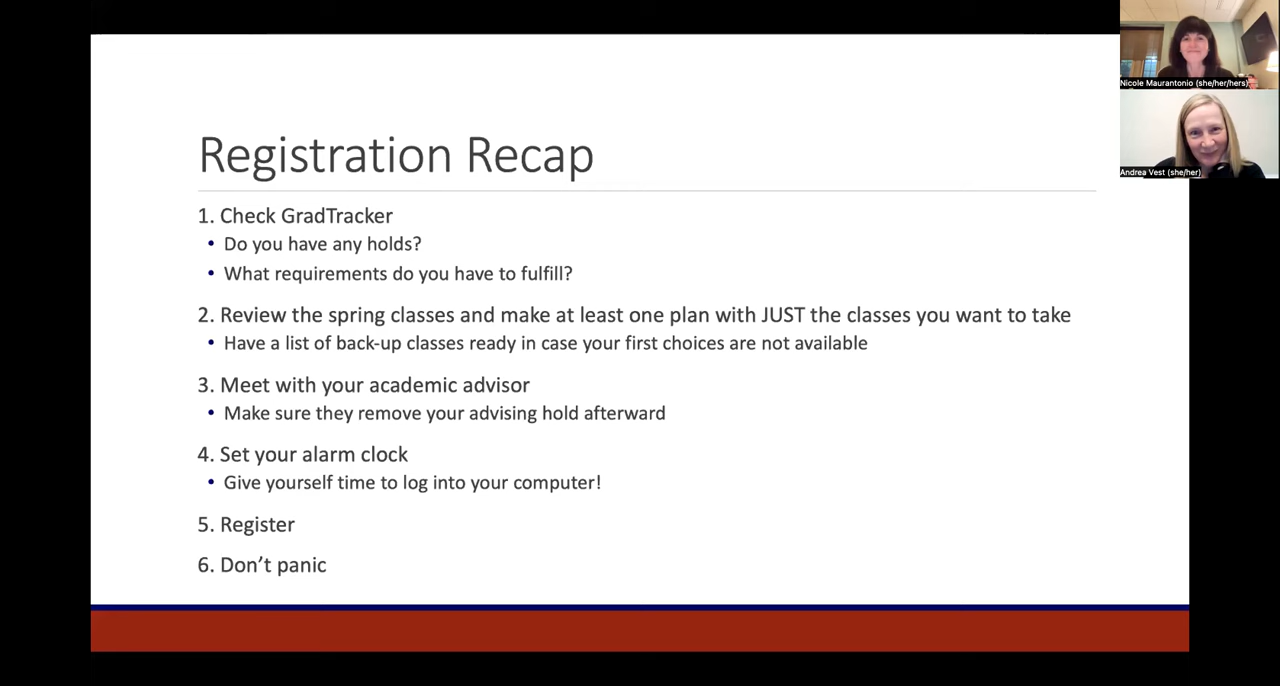 Registration Recap
1. Check GradTracker
• Do you have any holds?
• What requirements do you have to fulfill?
2. Review the spring classes and make at least one plan with JUST the classes you want to take
• Have a list of back-up classes ready in case your first choices are not available
3. Meet with your academic advisor
• Make sure they remove your advising hold afterward
4. Set your alarm clock
• Give yourself time to log into your computer!
5. Register
6. Don’t panic
Nicole Maurantonio (she/her/hers)
Andrea Vest (she/her)